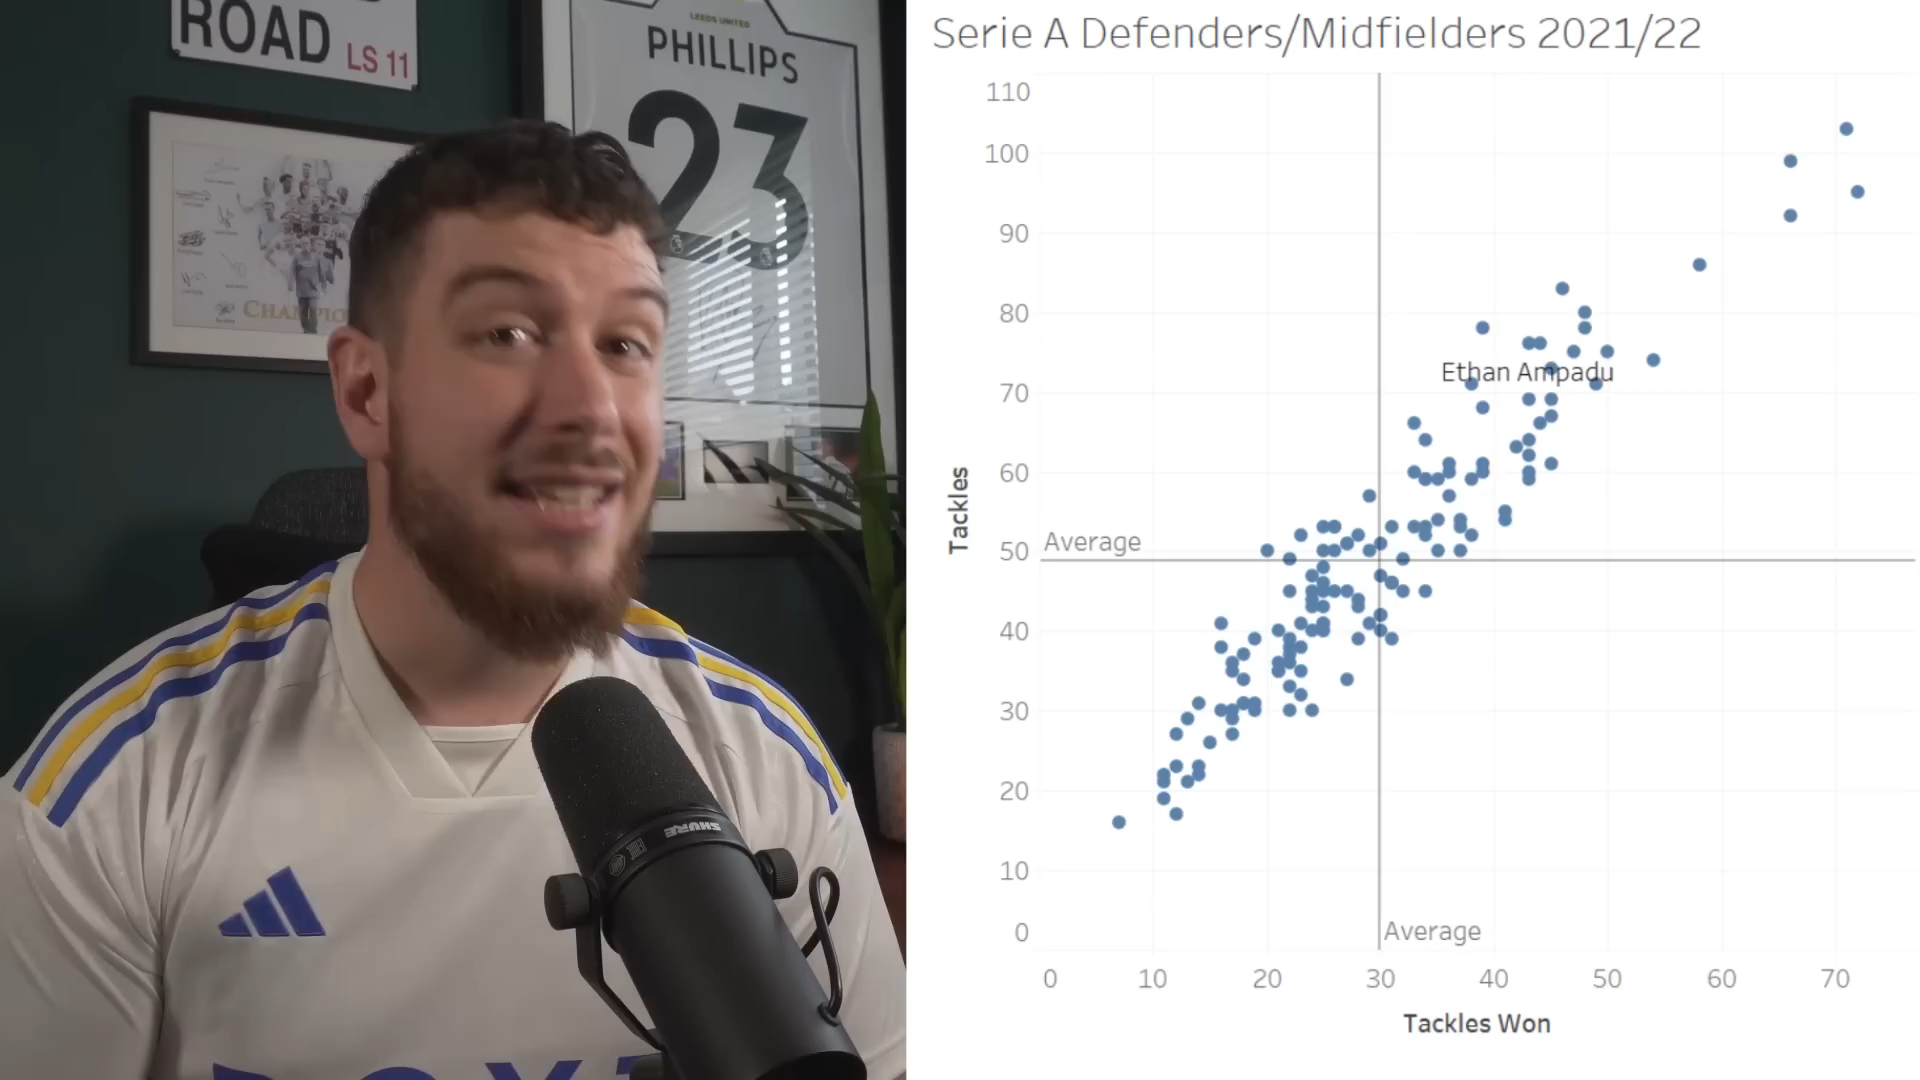 ROAD LS 11
LEEDS UNITED
PHILLIPS
23
CHAMPIO
SHURE
Serie A Defenders/Midfielders 2021/22
110
100
90
80
70
60
50
40
30
20
10
0
Tackles
Ethan Ampadu
Average
Average
0 10 20 30 40 50 60 70
Tackles Won